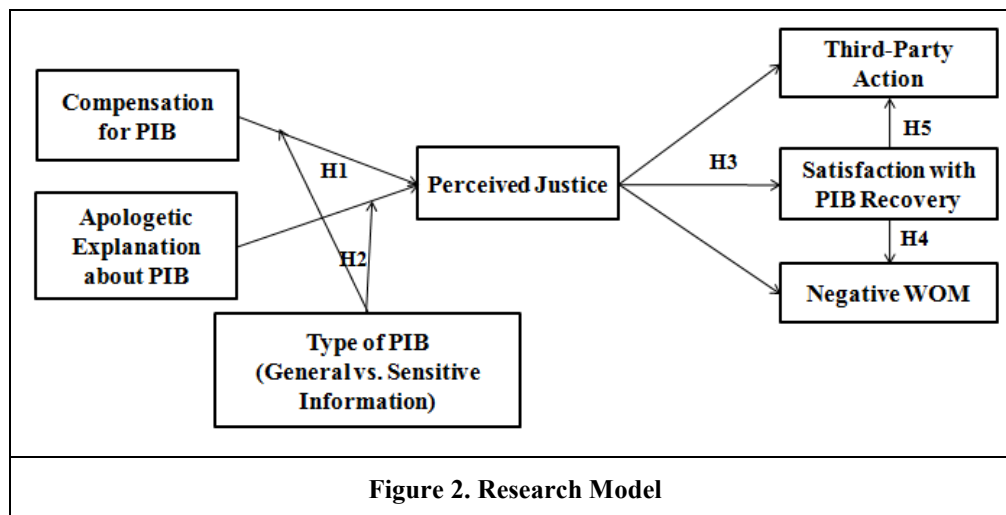 Compensation
for PIB
Apologetic
Explanation
about PIB
H1
H2
Type of PIB
(General vs. Sensitive
Information)
Perceived Justice
H3
Third-Party
Action
H5
Satisfaction with
PIB Recovery
H4
Negative WOM
Figure 2. Research Model